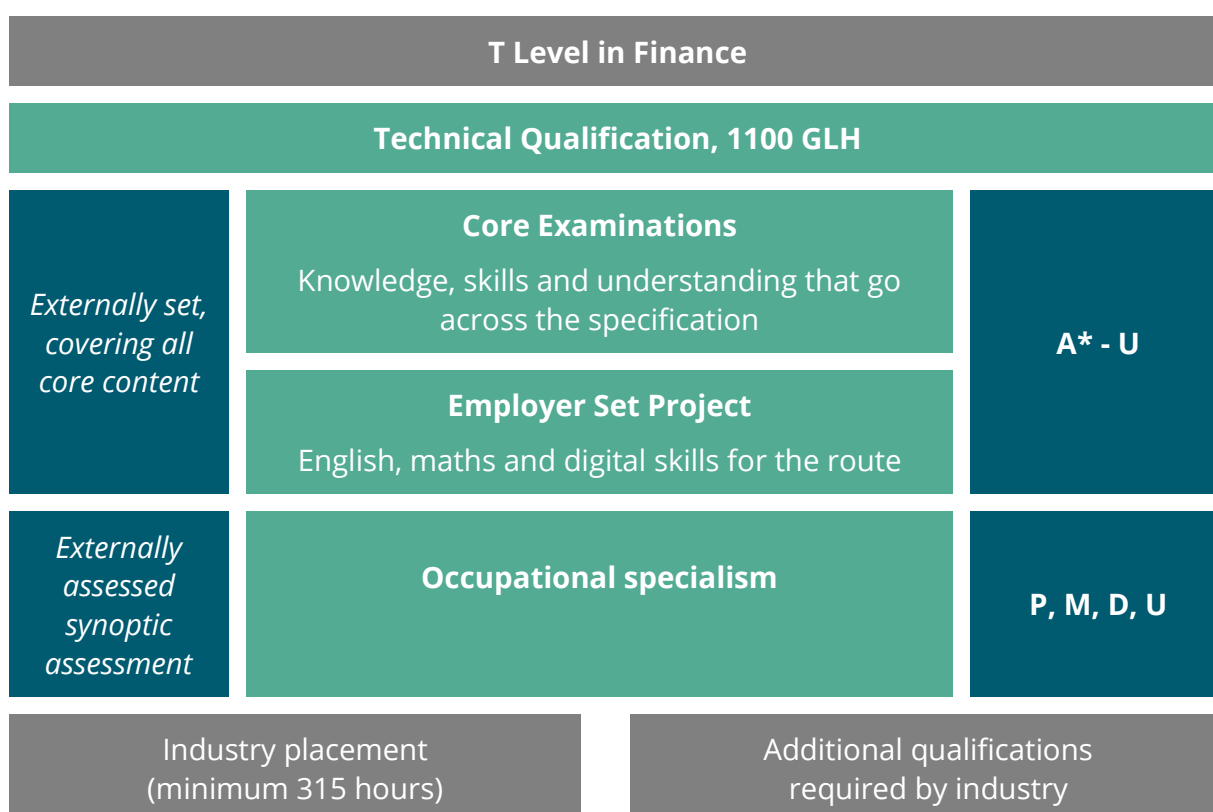 T Level in Finance
Technical Qualification, 1100 GLH
Externally set,
covering all
core content
Core Examinations
Knowledge, skills and understanding that go
across the specification
Employer Set Project
English, maths and digital skills for the route
A* - U
Externally
assessed
synoptic
assessment
Occupational specialism
P, M, D, U
Industry placement
(minimum 315 hours)
Additional qualifications
required by industry